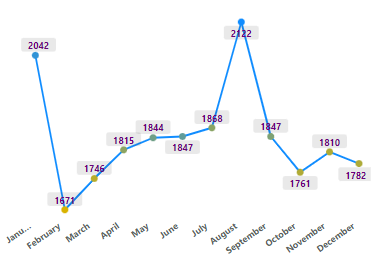 2042
1671
1746
1815
1844
1847
1868
2122
1847
1761
1810
1782
Janu...
February
March
April
May
June
July
August
September
October
November
December